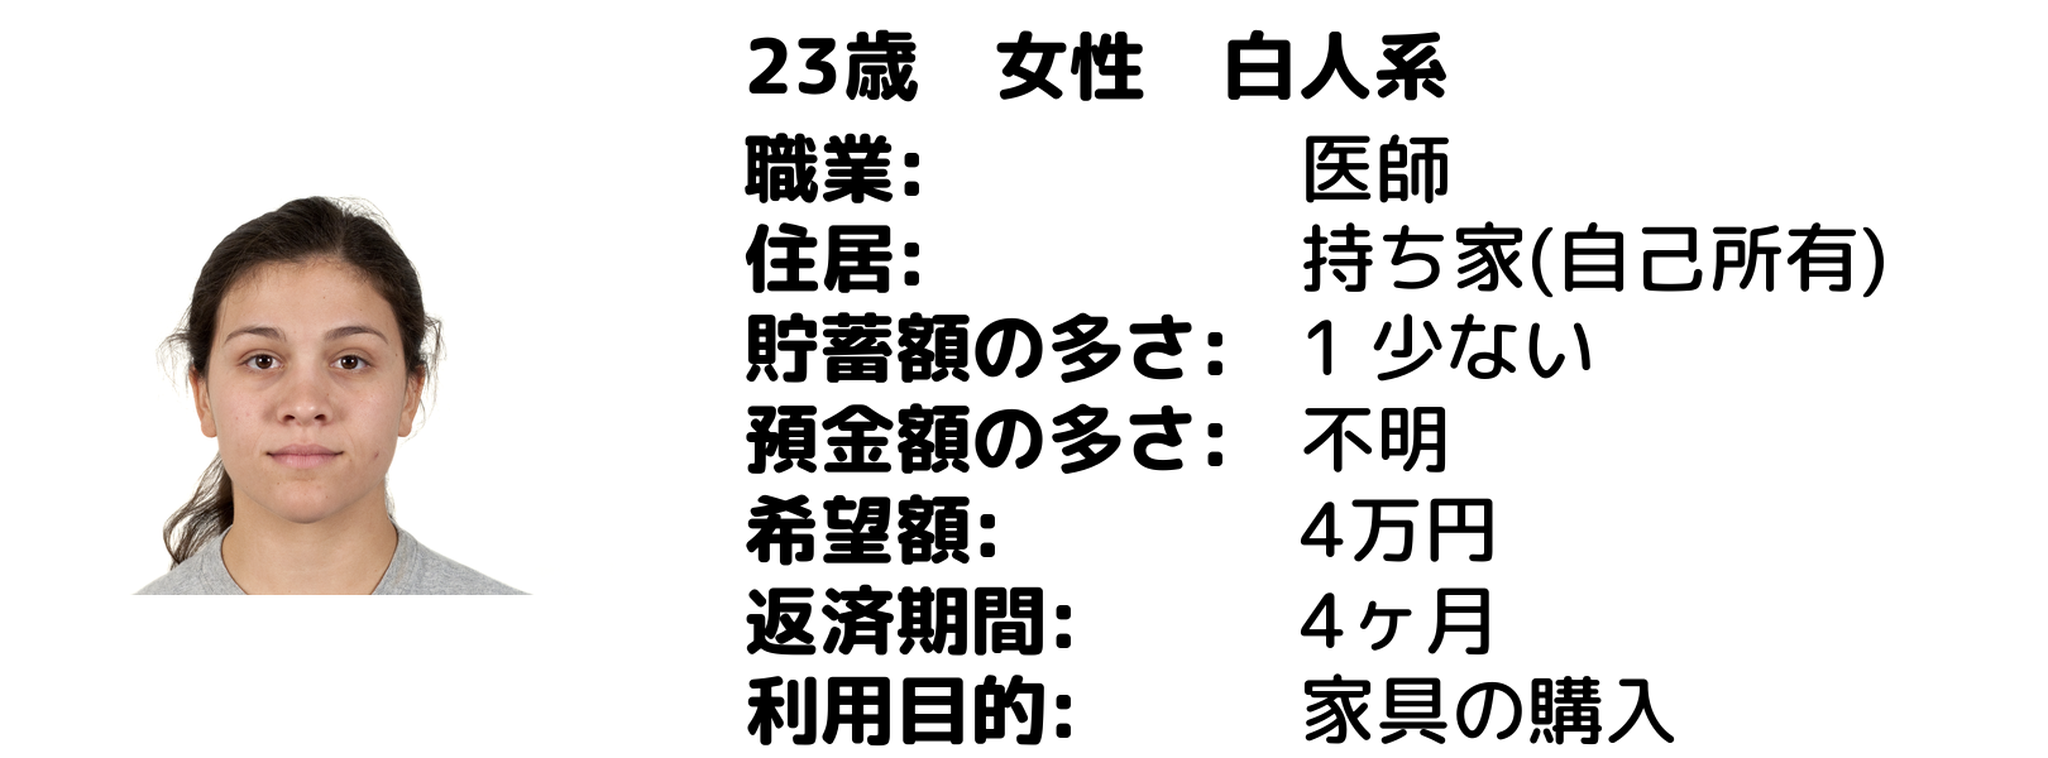 23歳　女性　白人系
職業: 医師
住居: 持ち家(自己所有)
貯蓄額の多さ: 1 少ない
預金額の多さ: 不明
希望額: 4万円
返済期間: 4ヶ月
利用目的: 家具の購入